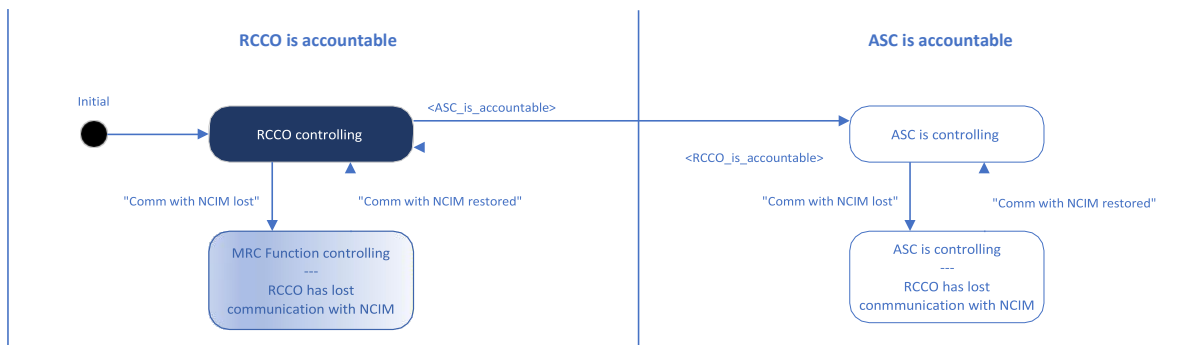 RCCO is accountable
ASC is accountable
Initial
<ASC_is_accountable>
RCCO controlling
ASC is controlling
<RCCO_is_accountable>
"Comm with NCIM lost"
"Comm with NCIM restored"
"Comm with NCIM lost"
"Comm with NCIM restored"
MRC Function controlling
---
RCCO has lost
communication with NCIM
ASC is controlling
---
RCCO has lost
conmmunication with NCIM